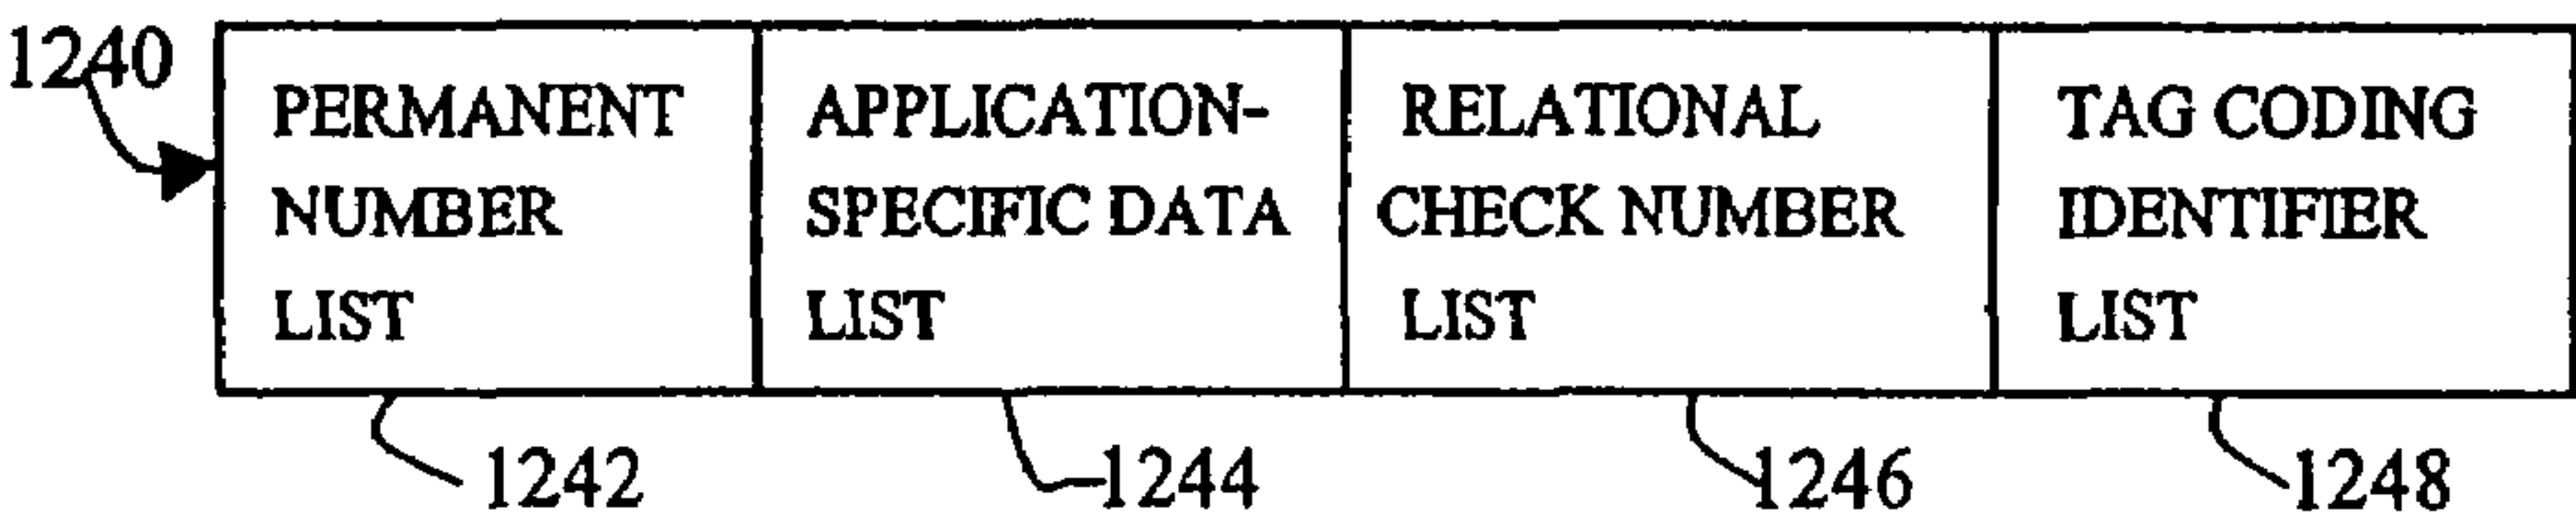 1240
PERMANENT
NUMBER
LIST
APPLICATION-
SPECIFIC DATA
LIST
RELATIONAL
CHECK NUMBER
LIST
TAG CODING
IDENTIFIER
LIST
1242
1244
1246
1248